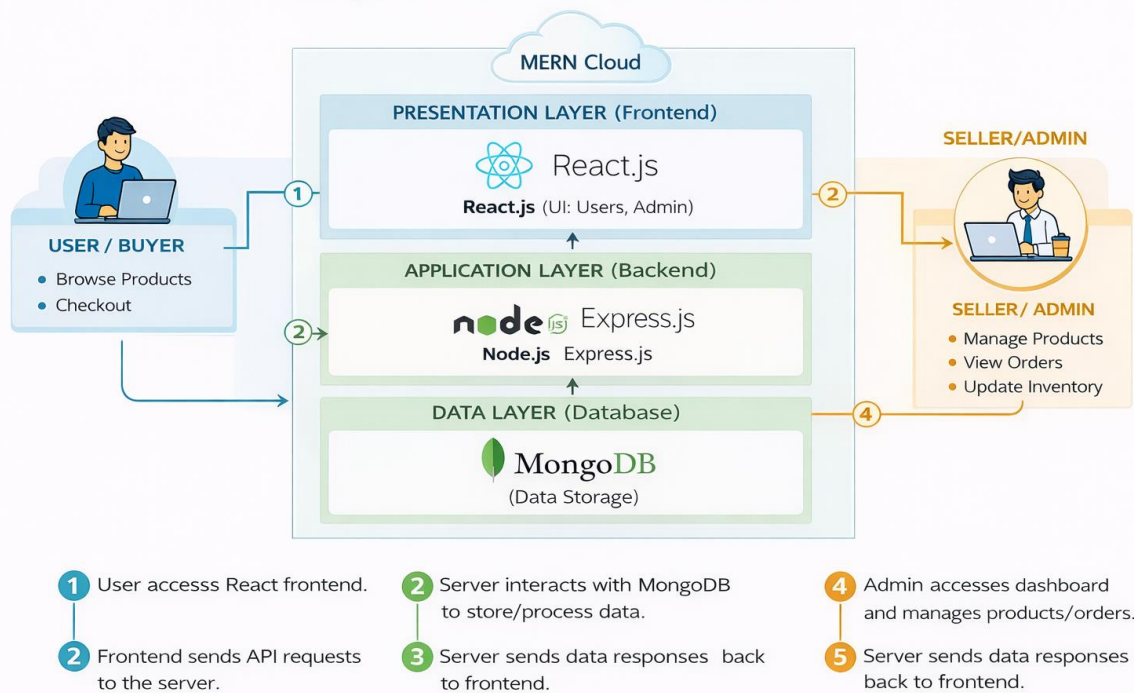 MERN Cloud
PRESENTATION LAYER (Frontend)
React.js
React.js (UI: Users, Admin)
1
2
USER / BUYER
• Browse Products
• Checkout
SELLER/ADMIN
APPLICATION LAYER (Backend)
node JS Express.js
Node.js Express.js
2
SELLER/ ADMIN
• Manage Products
• View Orders
• Update Inventory
DATA LAYER (Database)
4
MongoDB
(Data Storage)
1 User accesss React frontend.
2 Frontend sends API requests
to the server.
2 Server interacts with MongoDB
to store/process data.
3 Server sends data responses back
to frontend.
4 Admin accesses dashboard
and manages products/orders.
5 Server sends data responses
back to frontend.